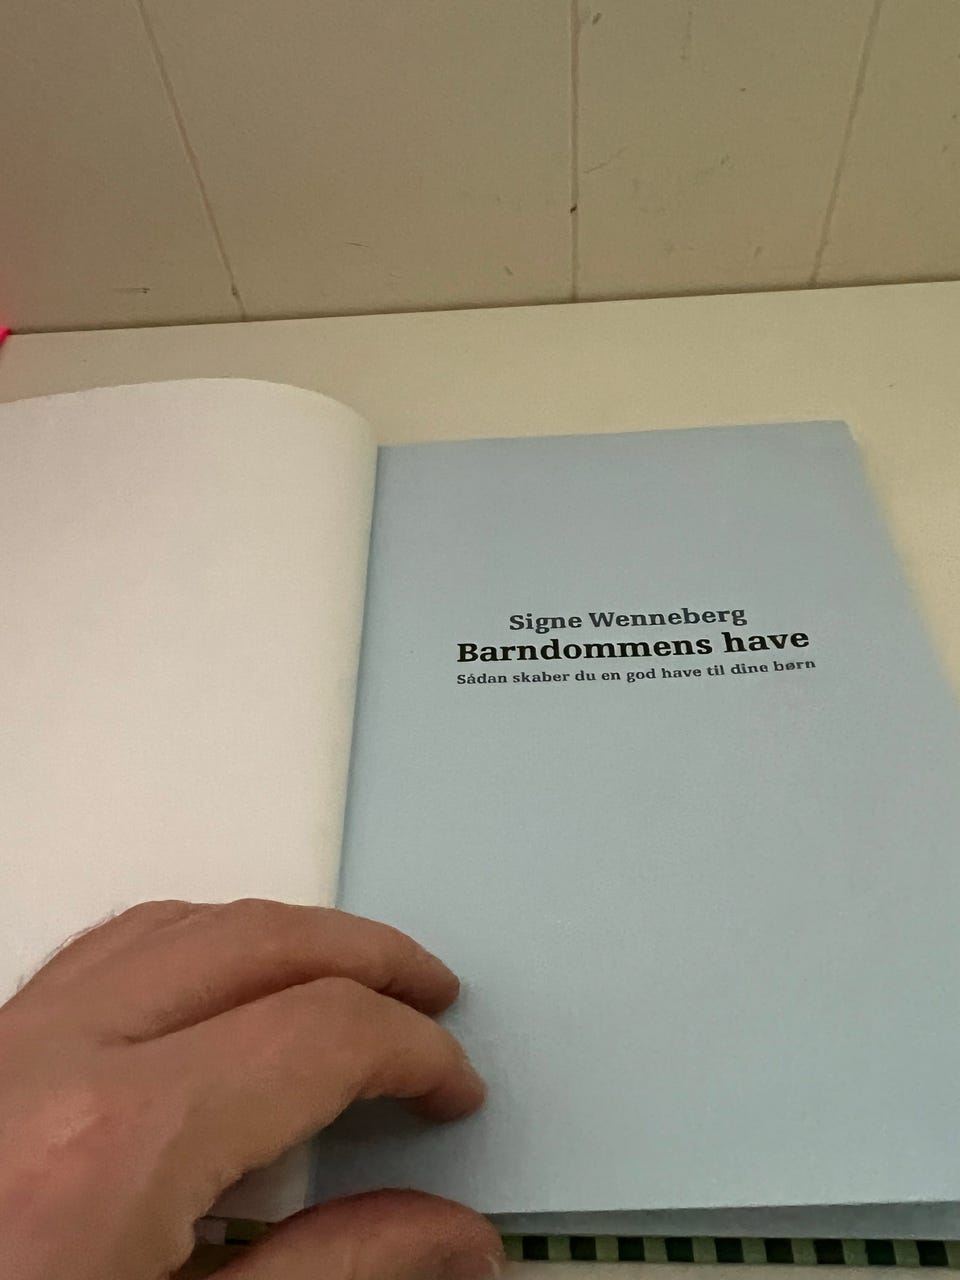 Signe Wenneberg
Barndommens have
Sådan skaber du en god have til dine børn